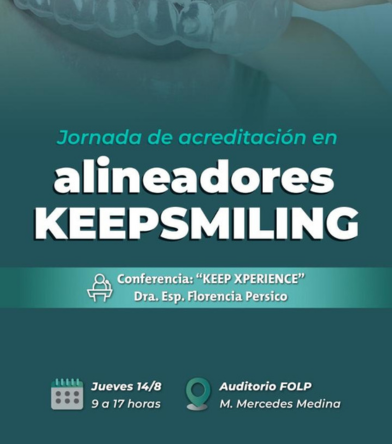 Jornada de acreditación en
alineadores
KEEPSMILING
Conferencia: “KEEP XPERIENCE”
Dra. Esp. Florencia Persico
Jueves 14/8
9 a 17 horas
Auditorio FOLP
M. Mercedes Medina